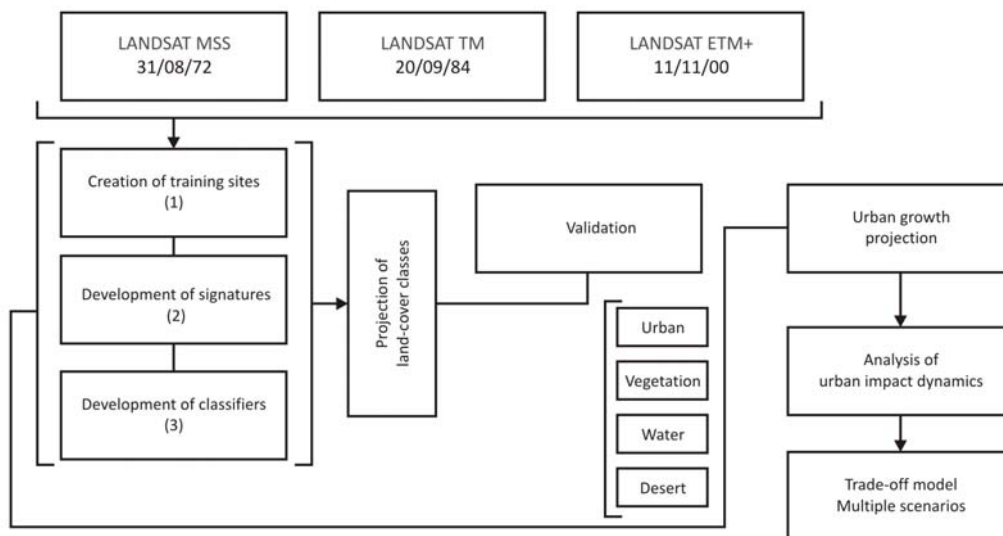 LANDSAT MSS
31/08/72
LANDSAT TM
20/09/84
LANDSAT ETM+
11/11/00
Creation of training sites
(1)
Development of signatures
(2)
Development of classifiers
(3)
Projection of
land-cover classes
Validation
Urban
Vegetation
Water
Desert
Urban growth
projection
Analysis of
urban impact dynamics
Trade-off model
Multiple scenarios